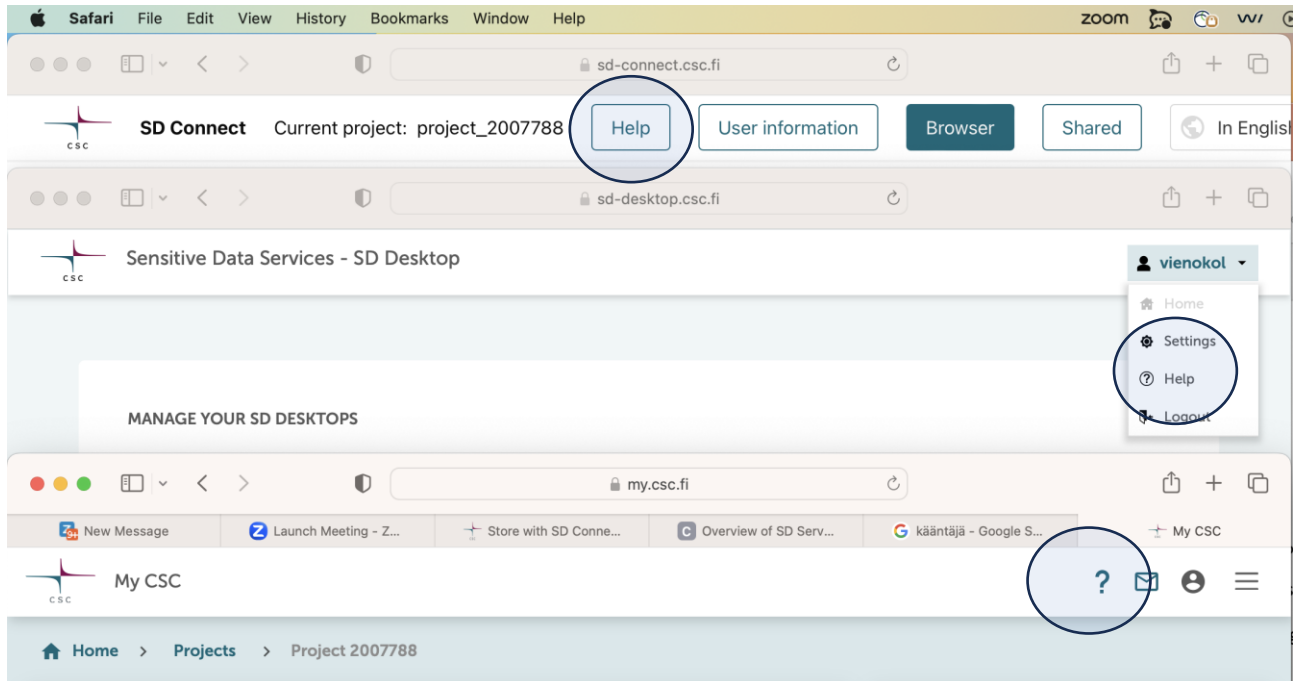 Safari File Edit View History Bookmarks Window Help zoom
sd-connect.csc.fi
csc SD Connect Current project: project_2007788 Help User information Browser Shared In Englis
sd-desktop.csc.fi
csc Sensitive Data Services - SD Desktop vienokol
Home
Settings
? Help
MANAGE YOUR SD DESKTOPS Logout
my.csc.fi
New Message Launch Meeting - Z... Store with SD Conne... Overview of SD Serv... kääntäjä - Google S... My CSC
csc My CSC ?
Home > Projects > Project 2007788